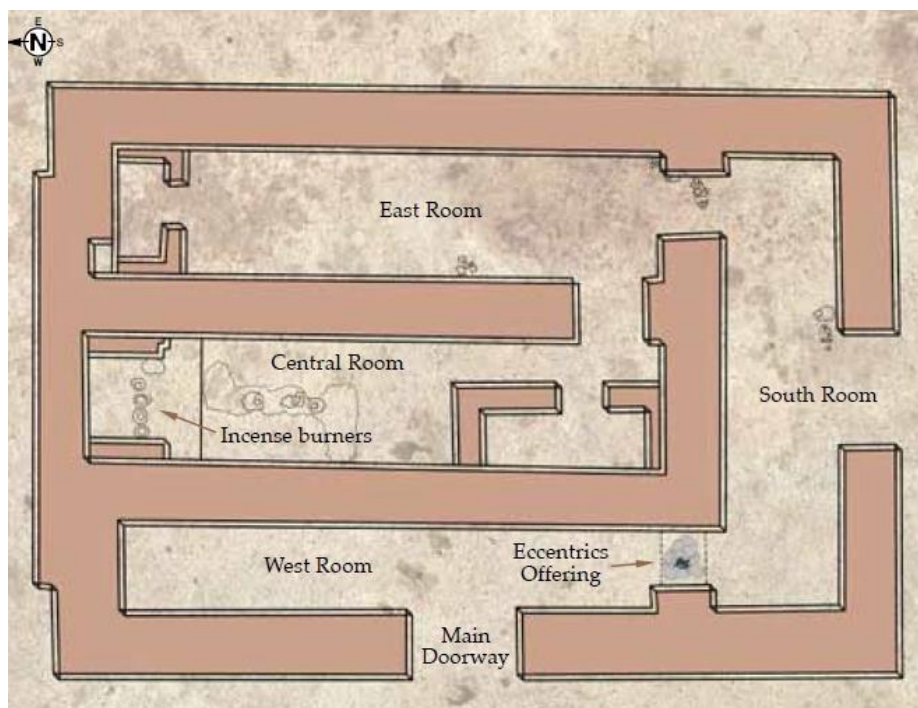 E
N
S
W
East Room
Central Room
Incense burners
South Room
West Room
Eccentrics
Offering
Main
Doorway